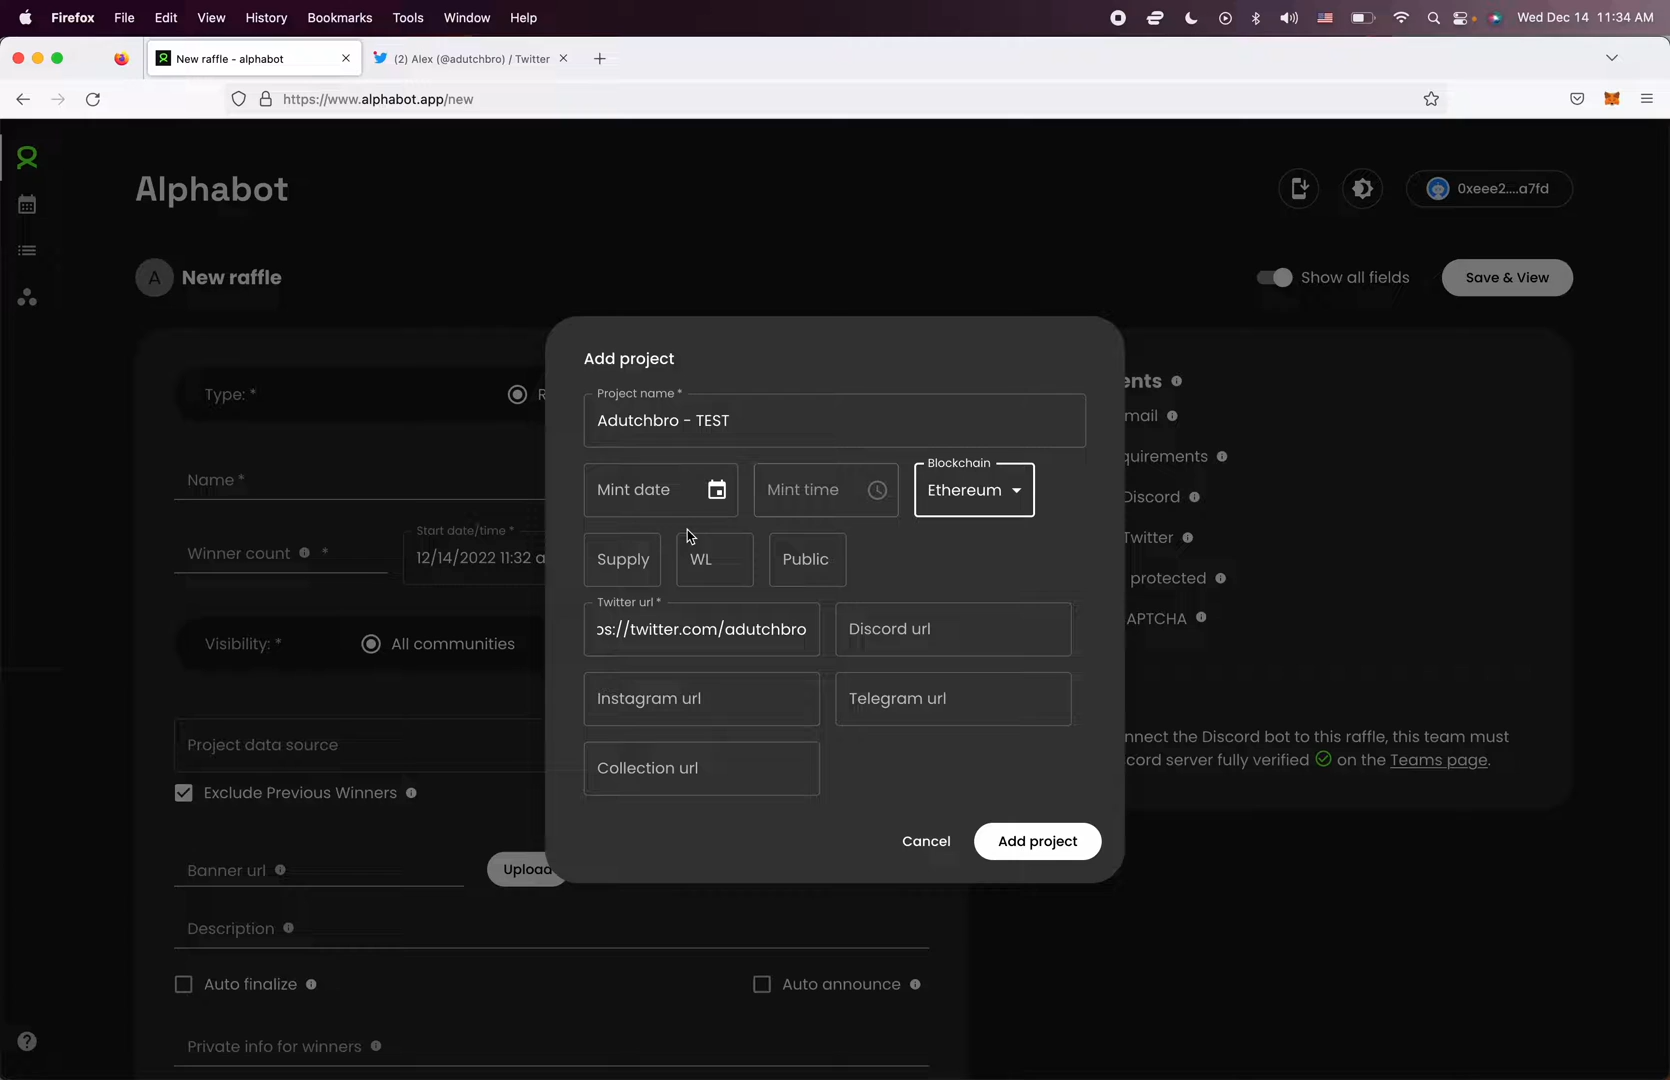 Firefox File Edit View History Bookmarks Tools Window Help Wed Dec 14 11:34 AM
New raffle - alphabot (2) Alex (@adutchbro) / Twitter
https://www.alphabot.app/new
Alphabot
0xeee2....a7fd
A New raffle Show all fields Save & View
Add project
Type: * R
Project name *
Adutchbro - TEST
ents
mail
Name *
Mint date Mint time Blockchain
Ethereum
quirements
Discord
Start date/time *
Winner count * 12/14/2022 11:32 a
Supply WL Public
Twitter
protected
Twitter url *
os://twitter.com/adutchbro Discord url
APTCHA
Visibility: * All communities
Instagram url Telegram url
Project data source
Collection url
nnect the Discord bot to this raffle, this team must
cord server fully verified on the Teams page.
Exclude Previous Winners
Cancel Add project
Banner url Upload
Description
Auto finalize Auto announce
Private info for winners